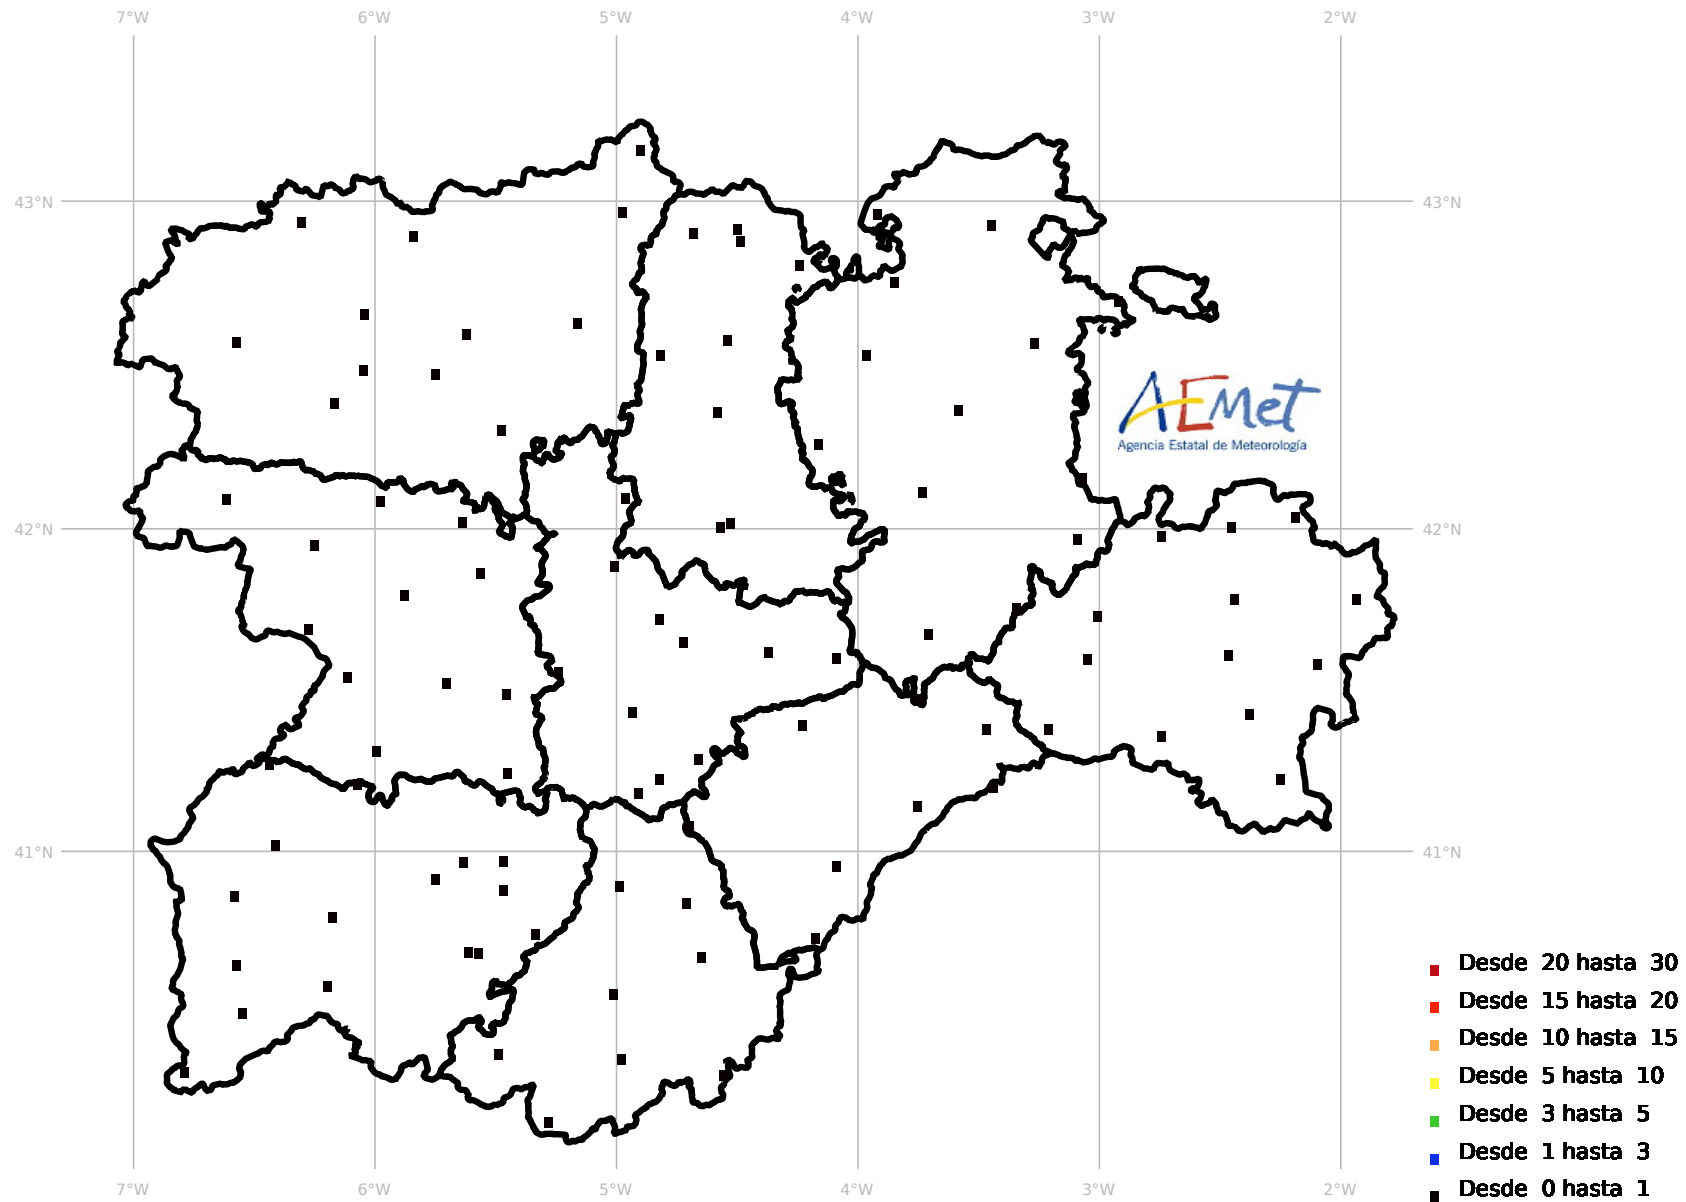 7°W 6°W 5°W 4°W 3°W 2°W
43°N 43°N
AEMet
Agencia Estatal de Meteorología
42°N 42°N
41°N 41°N
Desde 20 hasta 30
Desde 15 hasta 20
Desde 10 hasta 15
Desde 5 hasta 10
Desde 3 hasta 5
Desde 1 hasta 3
Desde 0 hasta 1
7°W 6°W 5°W 4°W 3°W 2°W